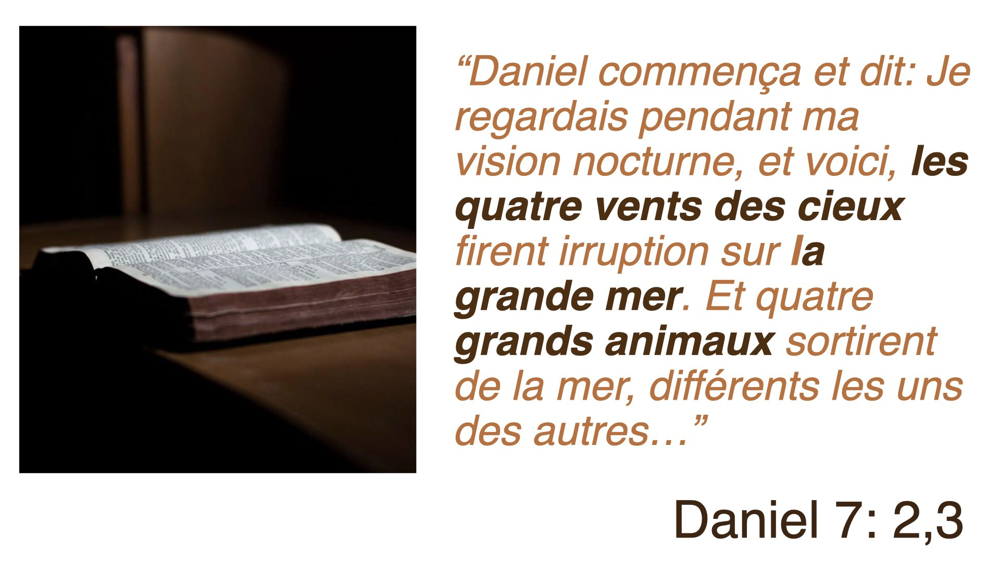 “Daniel commença et dit: Je
regardais pendant ma
vision nocturne, et voici, les
quatre vents des cieux
firent irruption sur la
grande mer. Et quatre
grands animaux sortirent
de la mer, différents les uns
des autres…”
Daniel 7: 2,3